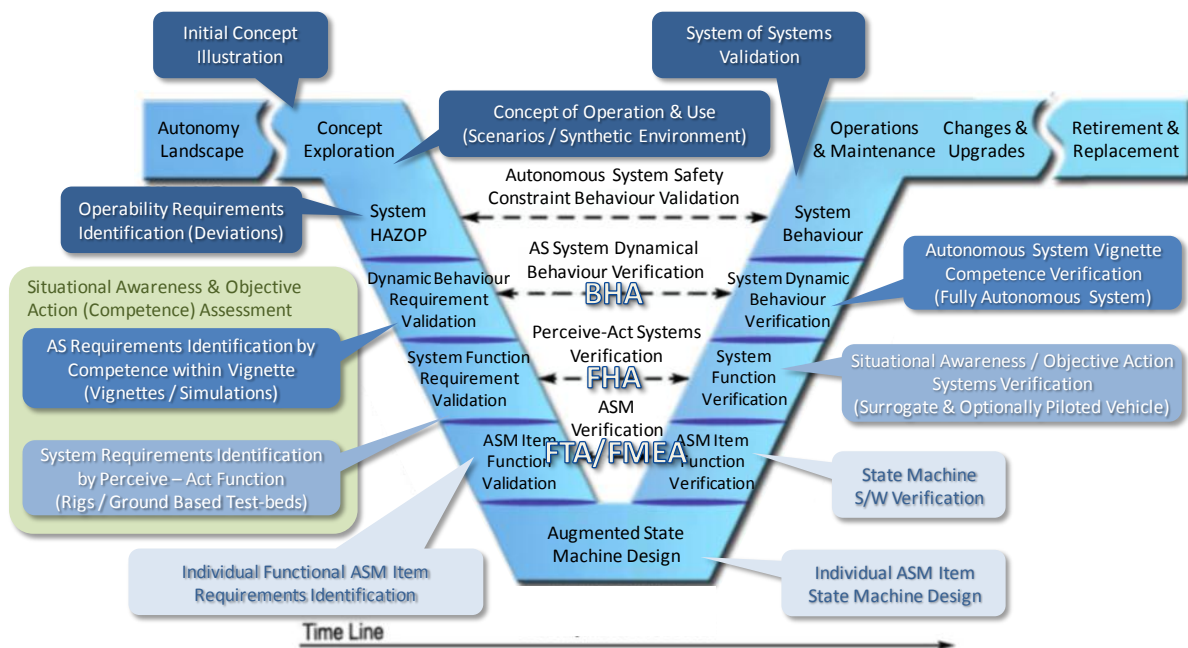 Initial Concept
Illustration
System of Systems
Validation
Autonomy
Landscape
Concept
Exploration
Concept of Operation & Use
(Scenarios / Synthetic Environment)
Operations
& Maintenance
Changes &
Upgrades
Retirement &
Replacement
Autonomous System Safety
Constraint Behaviour Validation
Operability Requirements
Identification (Deviations)
System
HAZOP
System
Behaviour
AS System Dynamical
Behaviour Verification
BHA
Autonomous System Vignette
Competence Verification
(Fully Autonomous System)
Situational Awareness & Objective
Action (Competence) Assessment
Dynamic Behaviour
Requirement
Validation
System Dynamic
Behaviour
Verification
AS Requirements Identification by
Competence within Vignette
(Vignettes / Simulations)
Perceive-Act Systems
Verification
FHA
System Function
Requirement
Validation
System
Function
Verification
Situational Awareness / Objective Action
Systems Verification
(Surrogate & Optionally Piloted Vehicle)
ASM
Verification
FTA/FMEA
System Requirements Identification
by Perceive – Act Function
(Rigs / Ground Based Test-beds)
ASM Item
Function
Validation
ASM Item
Function
Verification
State Machine
S/W Verification
Augmented State
Machine Design
Individual Functional ASM Item
Requirements Identification
Individual ASM Item
State Machine Design
Time Line